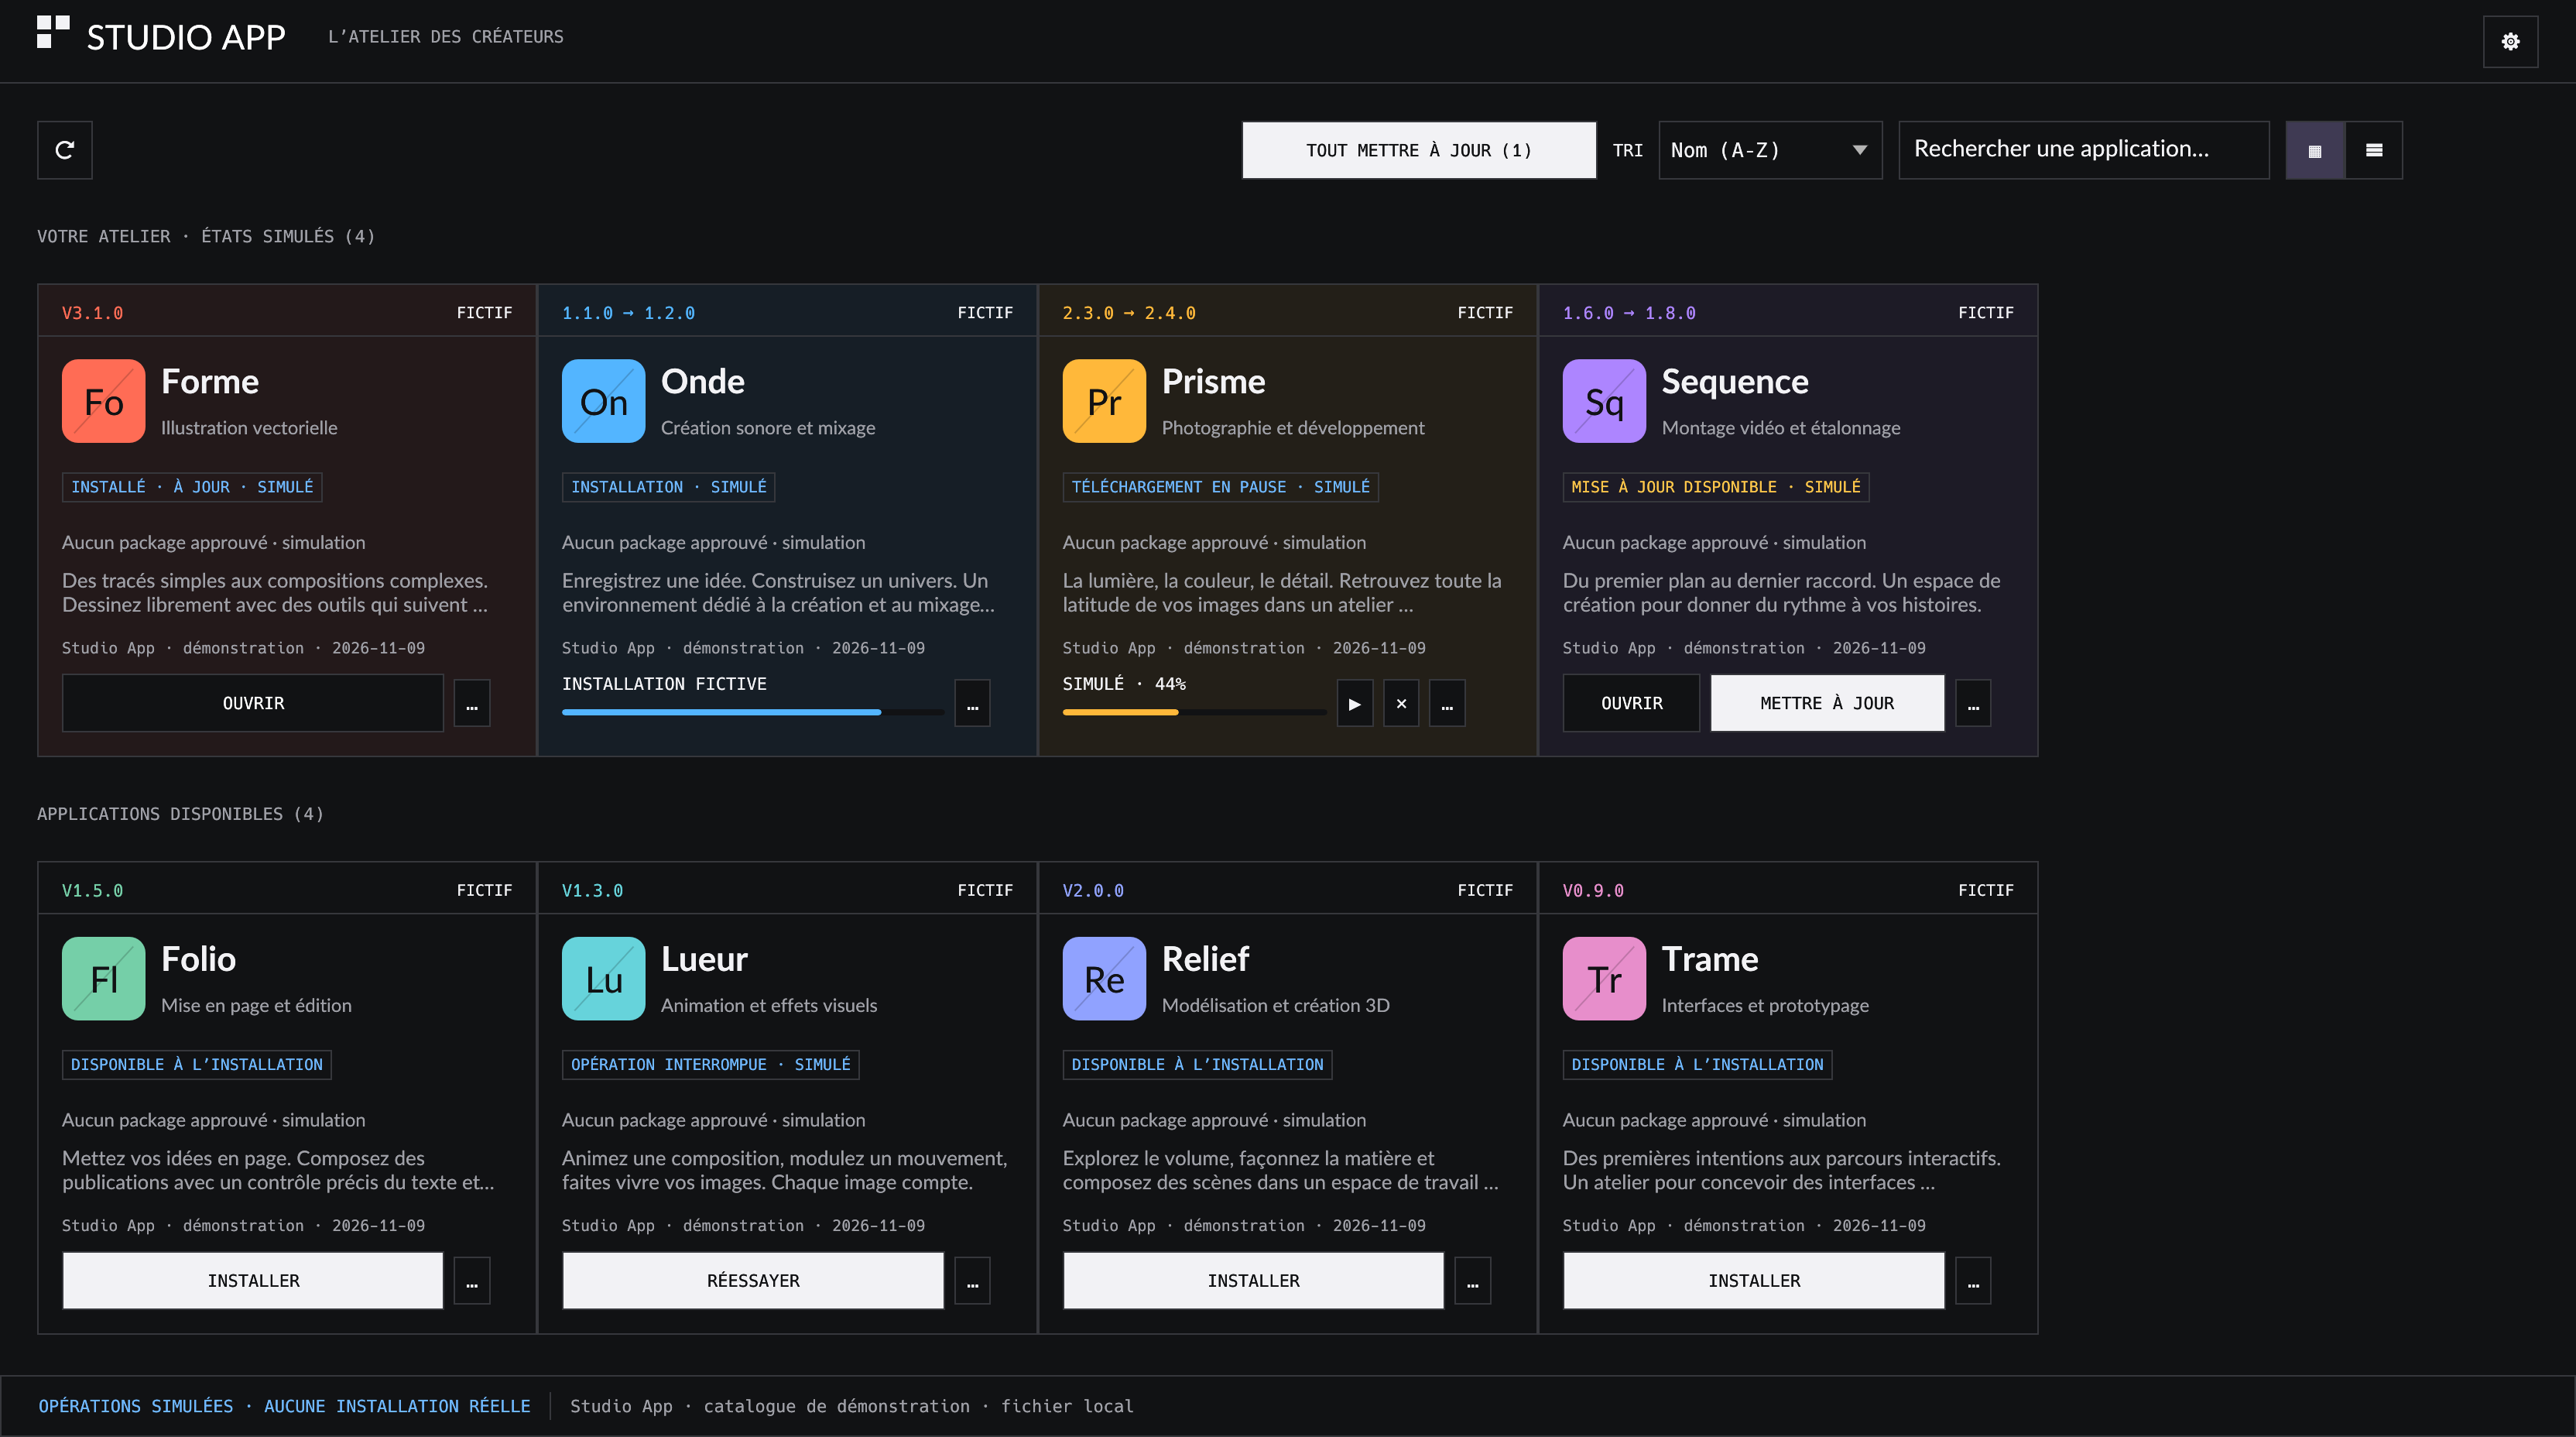 STUDIO APP
L’ATELIER DES CRÉATEURS
TOUT METTRE À JOUR (1)
TRI
Nom (A-Z)
Rechercher une application...
VOTRE ATELIER · ÉTATS SIMULÉS (4)
V3.1.0
FICTIF
Fo
Forme
Illustration vectorielle
INSTALLÉ · À JOUR · SIMULÉ
Aucun package approuvé · simulation
Des tracés simples aux compositions complexes.
Dessinez librement avec des outils qui suivent ...
Studio App · démonstration · 2026-11-09
OUVRIR
...
1.1.0 → 1.2.0
FICTIF
On
Onde
Création sonore et mixage
INSTALLATION · SIMULÉ
Aucun package approuvé · simulation
Enregistrez une idée. Construisez un univers. Un
environnement dédié à la création et au mixage...
Studio App · démonstration · 2026-11-09
INSTALLATION FICTIVE
...
2.3.0 → 2.4.0
FICTIF
Pr
Prisme
Photographie et développement
TÉLÉCHARGEMENT EN PAUSE · SIMULÉ
Aucun package approuvé · simulation
La lumière, la couleur, le détail. Retrouvez toute la
latitude de vos images dans un atelier ...
Studio App · démonstration · 2026-11-09
SIMULÉ · 44%
...
1.6.0 → 1.8.0
FICTIF
Sq
Sequence
Montage vidéo et étalonnage
MISE À JOUR DISPONIBLE · SIMULÉ
Aucun package approuvé · simulation
Du premier plan au dernier raccord. Un espace de
création pour donner du rythme à vos histoires.
Studio App · démonstration · 2026-11-09
OUVRIR
METTRE À JOUR
...
APPLICATIONS DISPONIBLES (4)
V1.5.0
FICTIF
Fl
Folio
Mise en page et édition
DISPONIBLE À L’INSTALLATION
Aucun package approuvé · simulation
Mettez vos idées en page. Composez des
publications avec un contrôle précis du texte et...
Studio App · démonstration · 2026-11-09
INSTALLER
...
V1.3.0
FICTIF
Lu
Lueur
Animation et effets visuels
OPÉRATION INTERROMPUE · SIMULÉ
Aucun package approuvé · simulation
Animez une composition, modulez un mouvement,
faites vivre vos images. Chaque image compte.
Studio App · démonstration · 2026-11-09
RÉESSAYER
...
V2.0.0
FICTIF
Re
Relief
Modélisation et création 3D
DISPONIBLE À L’INSTALLATION
Aucun package approuvé · simulation
Explorez le volume, façonnez la matière et
composez des scènes dans un espace de travail ...
Studio App · démonstration · 2026-11-09
INSTALLER
...
V0.9.0
FICTIF
Tr
Trame
Interfaces et prototypage
DISPONIBLE À L’INSTALLATION
Aucun package approuvé · simulation
Des premières intentions aux parcours interactifs.
Un atelier pour concevoir des interfaces ...
Studio App · démonstration · 2026-11-09
INSTALLER
...
OPÉRATIONS SIMULÉES · AUCUNE INSTALLATION RÉELLE
Studio App · catalogue de démonstration · fichier local